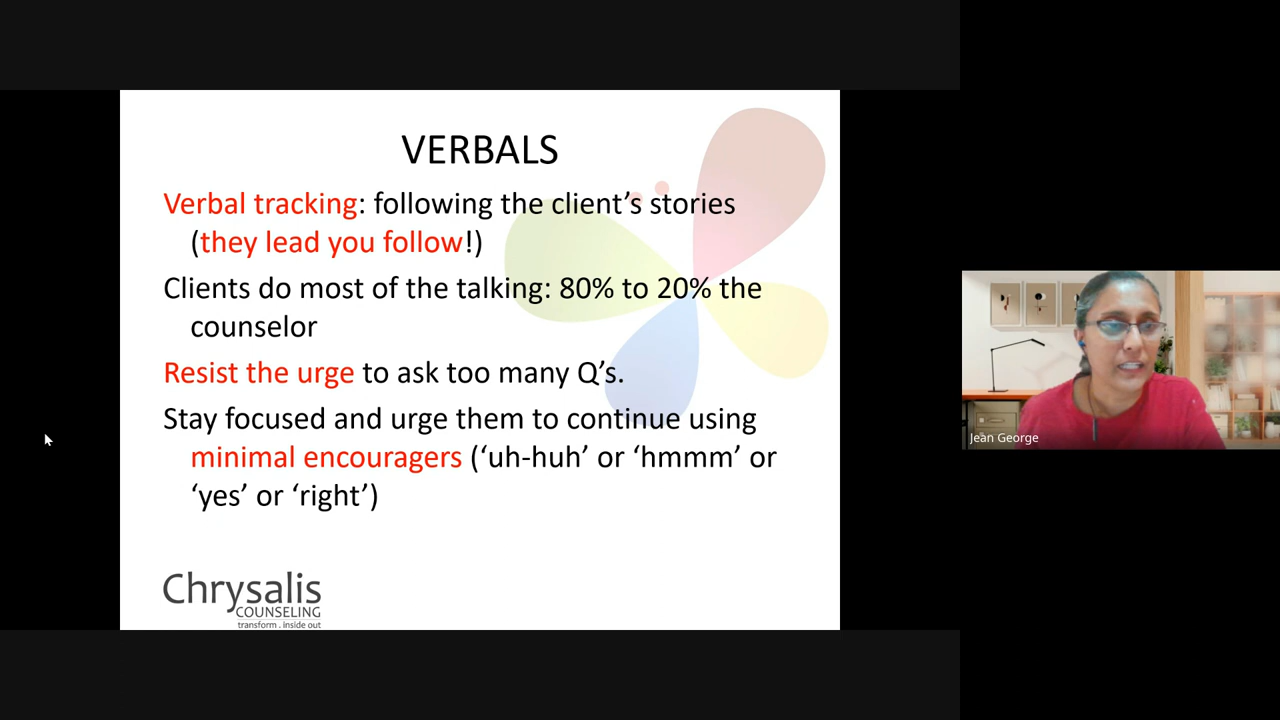 VERBALS
Verbal tracking: following the client’s stories
(they lead you follow!)
Clients do most of the talking: 80% to 20% the
counselor
Resist the urge to ask too many Q’s.
Stay focused and urge them to continue using
minimal encouragers (‘uh-huh’ or ‘hmmm’ or
‘yes’ or ‘right’)
Chrysalis
COUNSELING
transform . inside out
Jean George